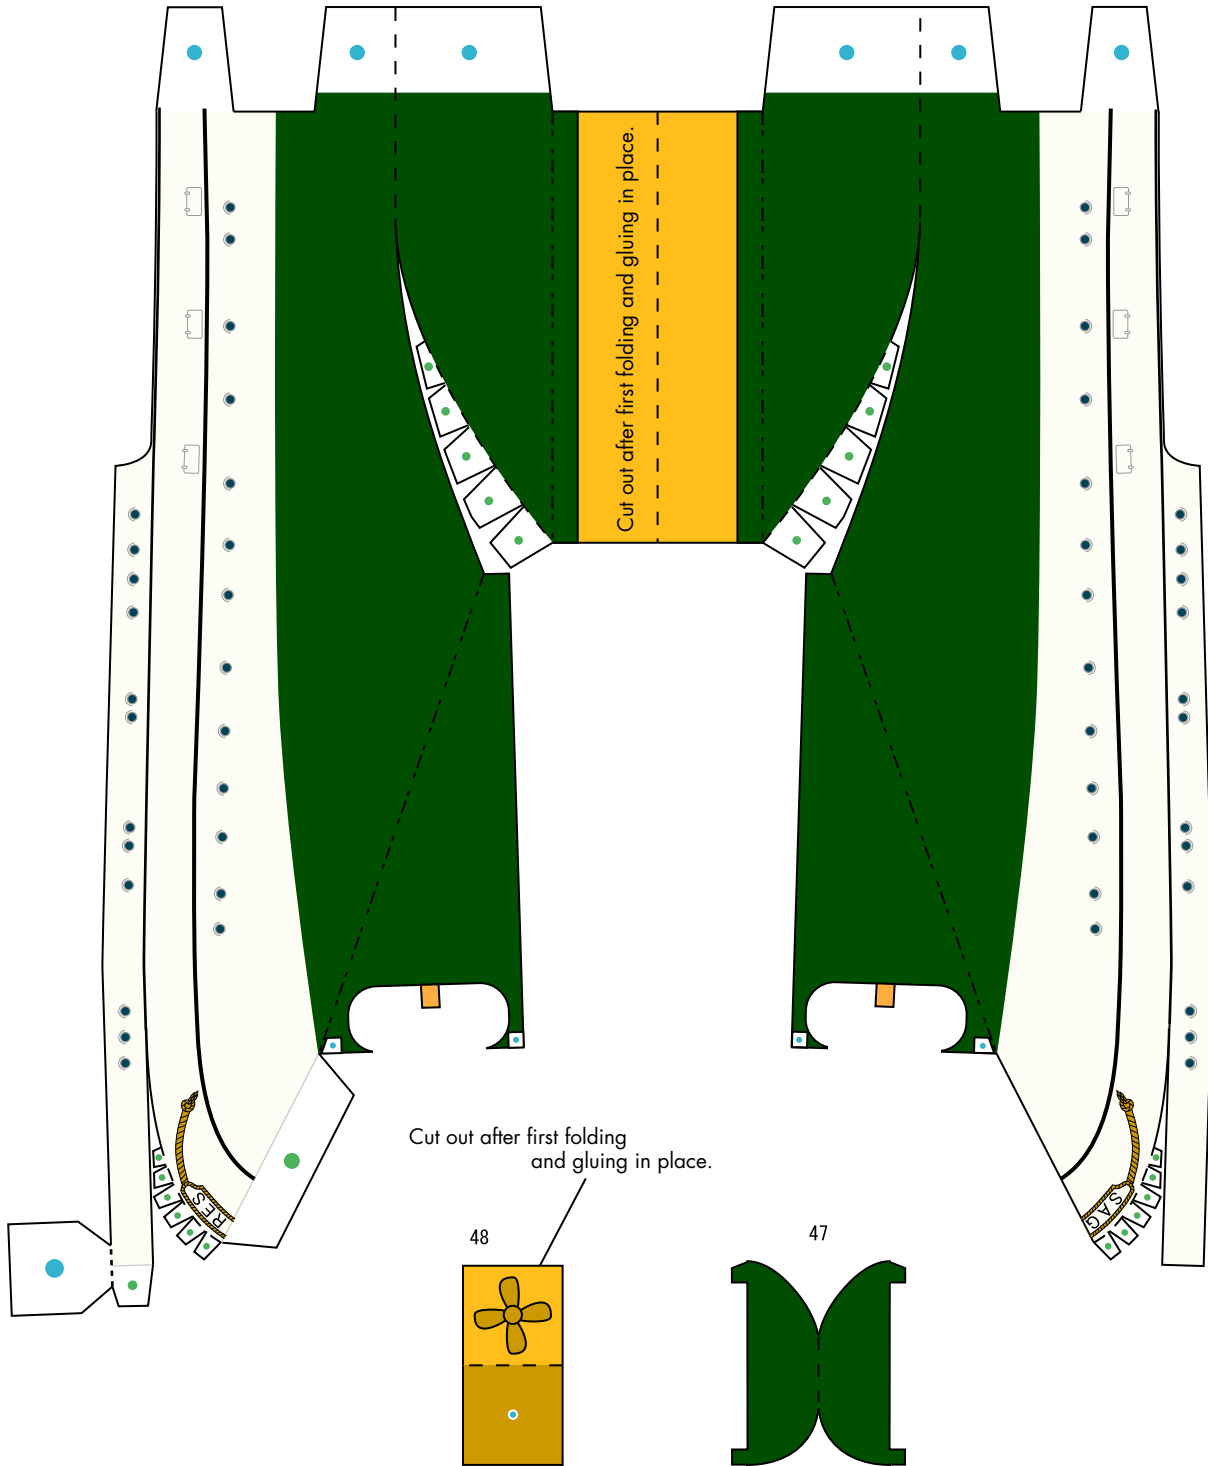 Cut out after first folding and gluing in place.
Cut out after first folding
and gluing in place.
48
47
RES
SAG